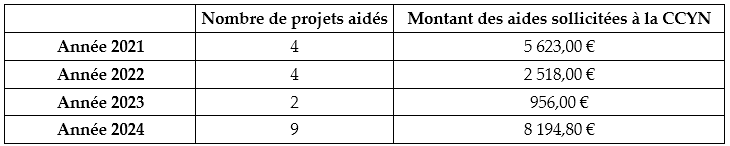 Nombre de projets aidés Montant des aides sollicitées à la CCYN
Année 2021 4 5 623,00 €
Année 2022 4 2 518,00 €
Année 2023 2 956,00 €
Année 2024 9 8 194,80 €